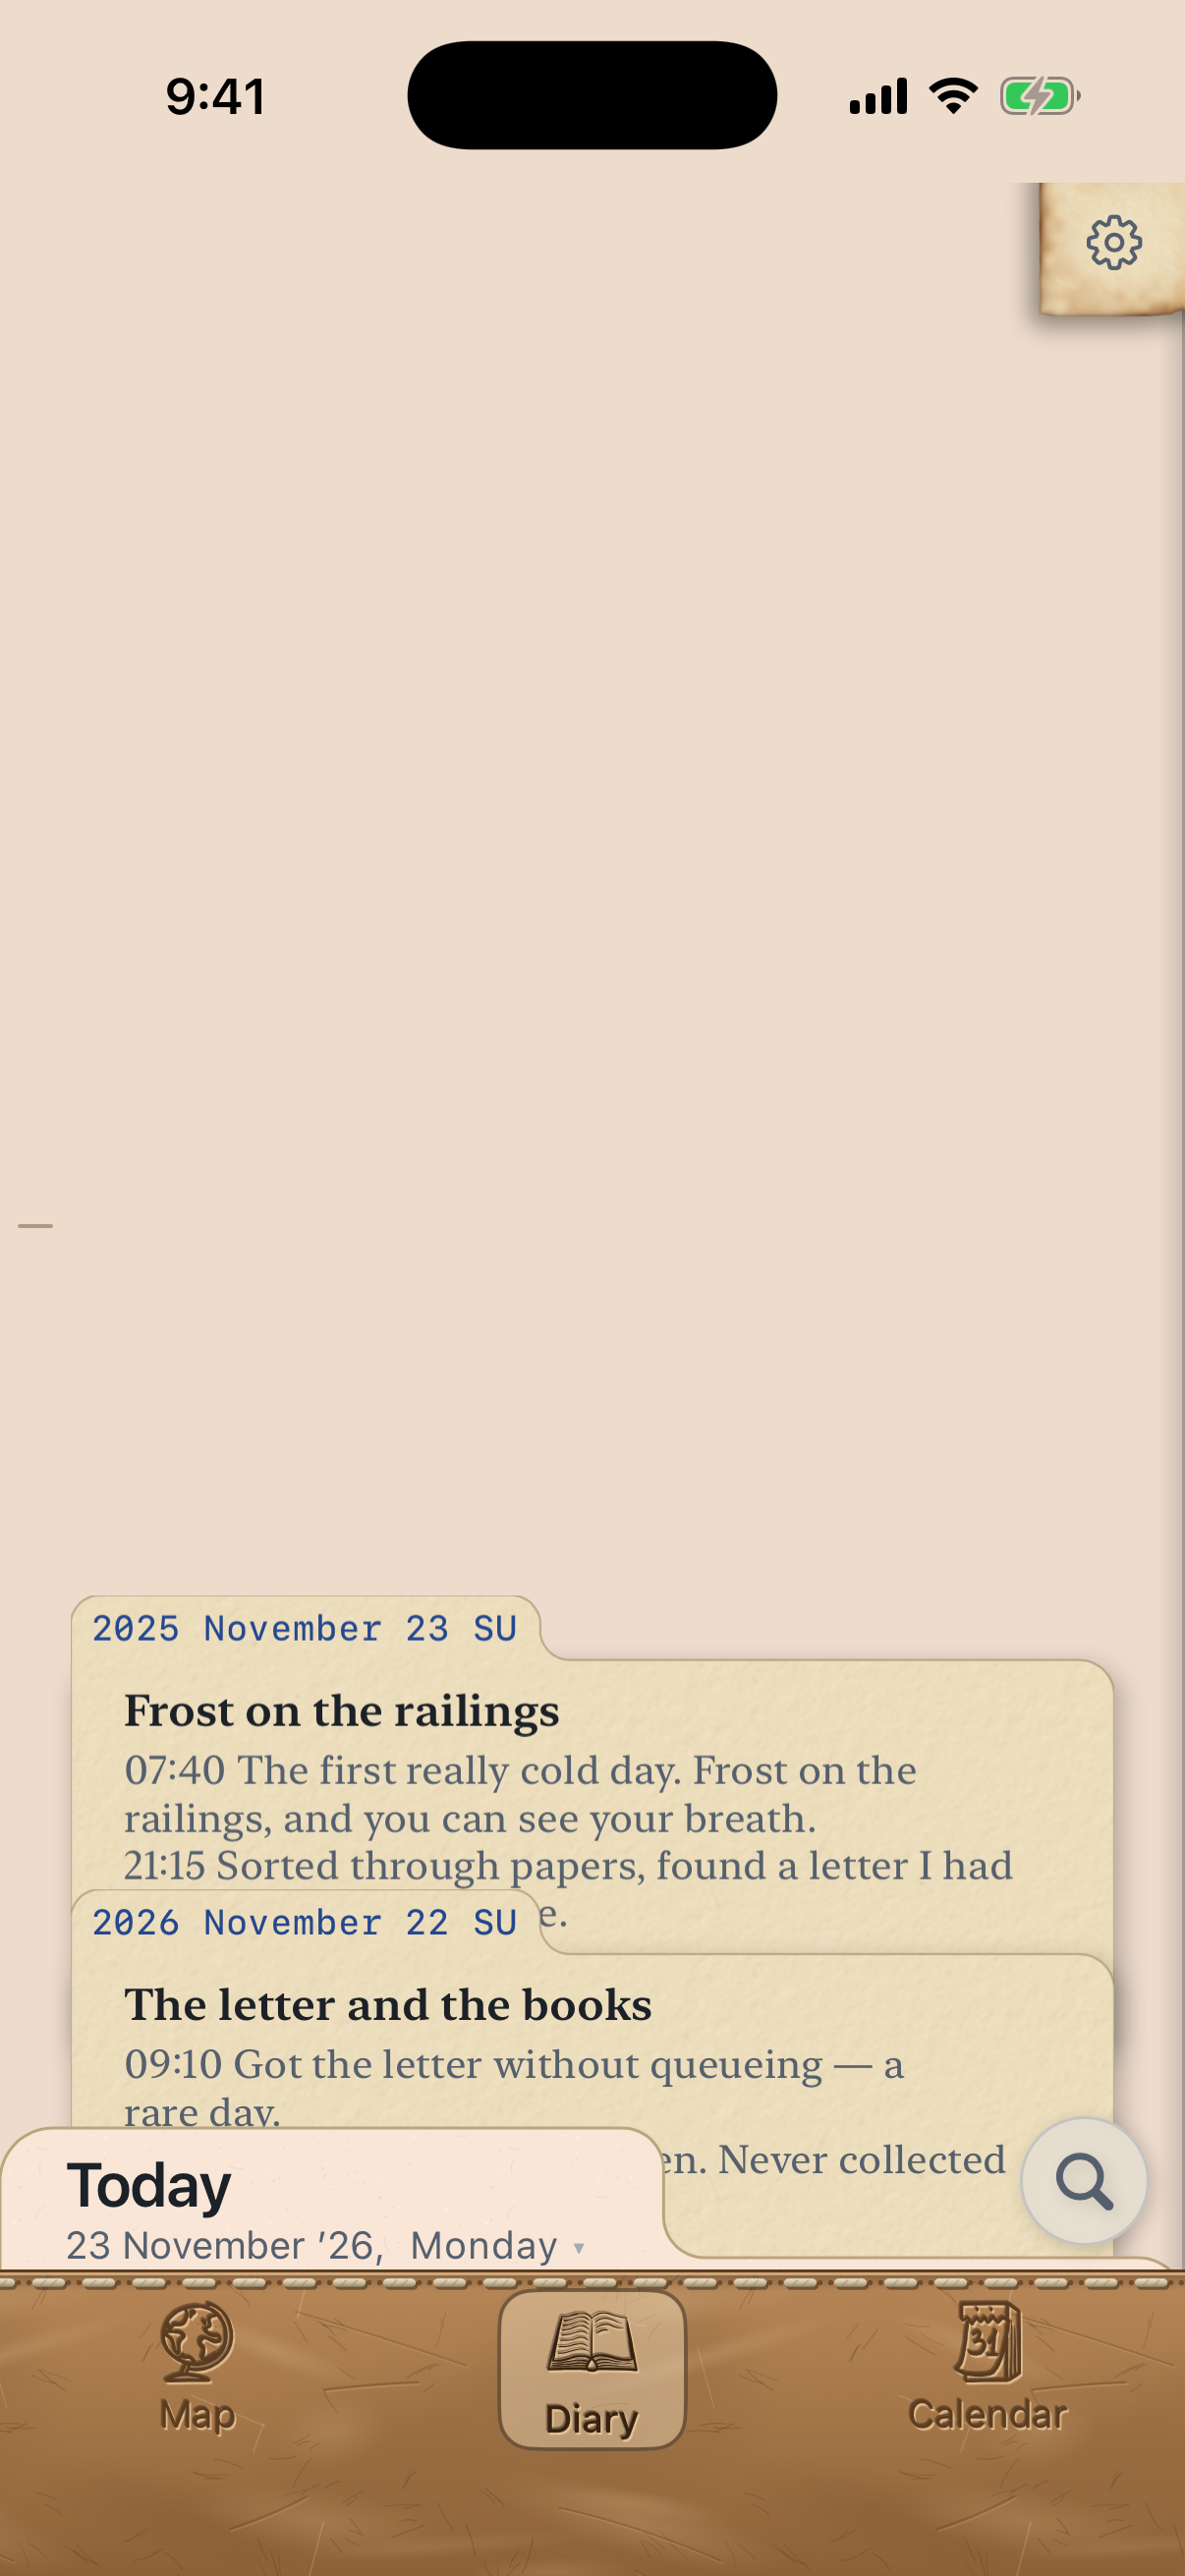 9:41
2025 November 23 SU
Frost on the railings
07:40 The first really cold day. Frost on the
railings, and you can see your breath.
21:15 Sorted through papers, found a letter I had
e.
2026 November 22 SU
The letter and the books
09:10 Got the letter without queueing — a
rare day.
en. Never collected
Today
23 November ’26, Monday ▾
Map
31
Diary
Calendar